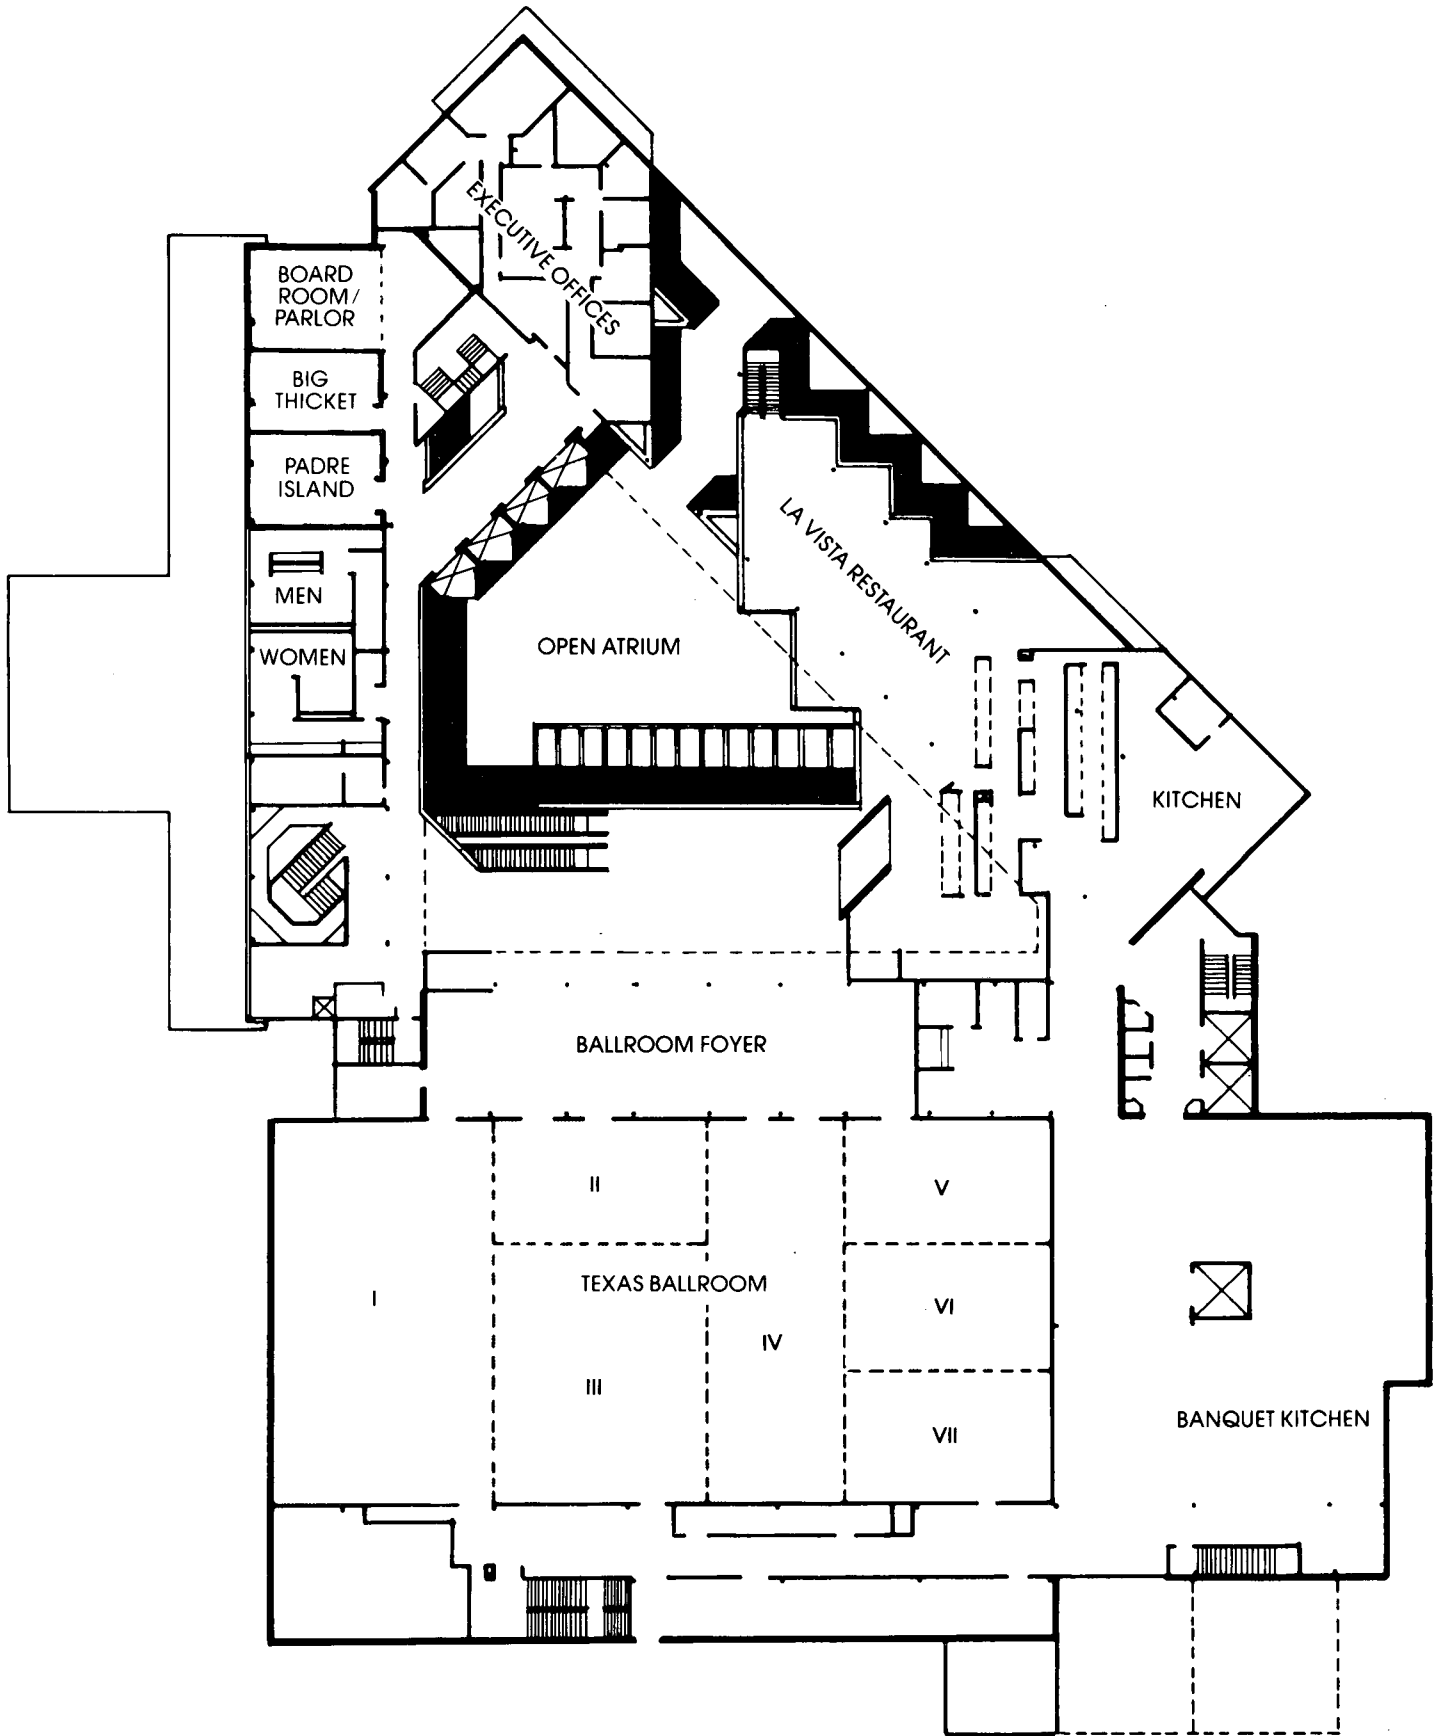 EXECUTIVE OFFICES
BOARD
ROOM/
PARLOR
BIG
THICKET
PADRE
ISLAND
LA VISTA RESTAURANT
MEN
WOMEN
OPEN ATRIUM
KITCHEN
BALLROOM FOYER
II
V
TEXAS BALLROOM
I
VI
IV
III
VII
BANQUET KITCHEN